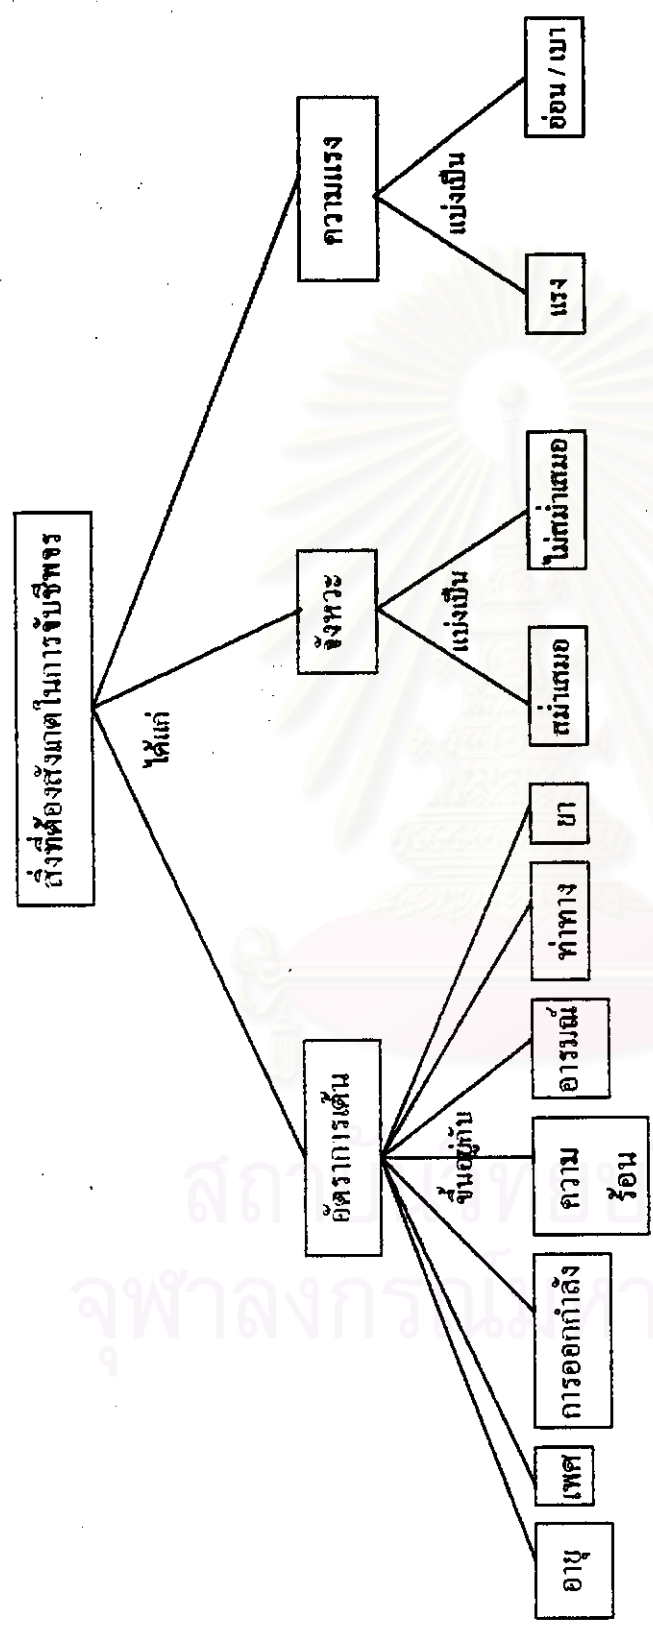 สิ่งที่ต้องสังเกตในการจับชีพจร
ได้แก่
อัตราการเต้น
จังหวะ
ความแรง
ขึ้นอยู่กับ
แบ่งเป็น
แบ่งเป็น
อายุ
เพศ
การออกกำลัง
ความ
ร้อน
อารมณ์
ท่าทาง
ยา
สม่ำเสมอ
ไม่สม่ำเสมอ
แรง
อ่อน / เบา